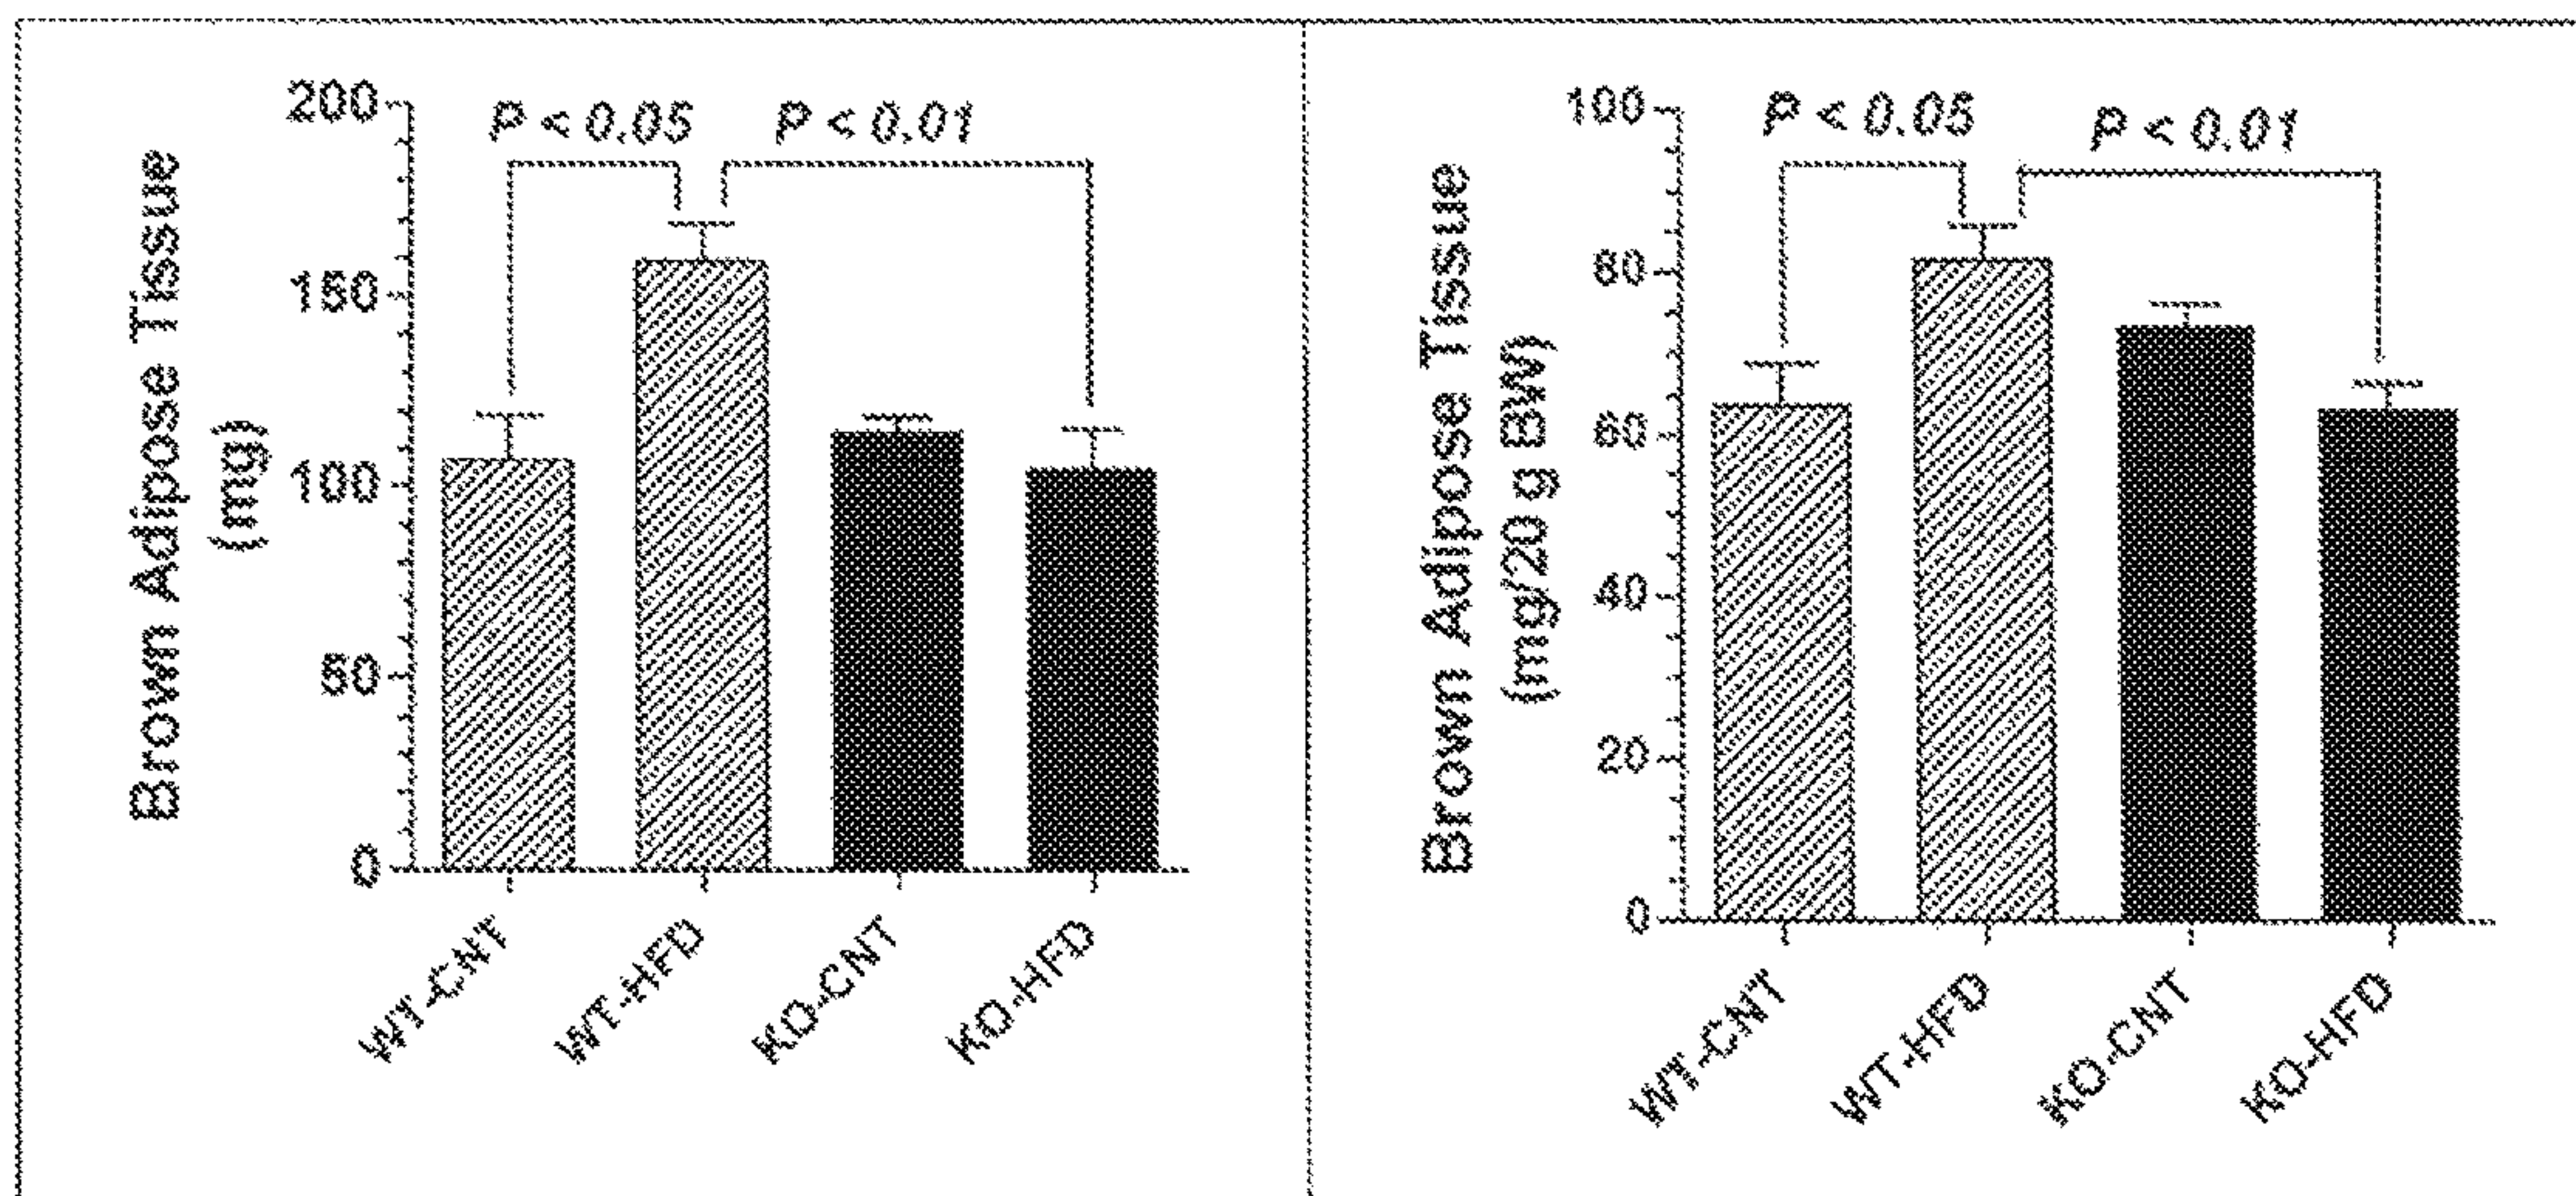 Brown Adipose Tissue
(mg)
200
150
100
50
0
P < 0.05
P < 0.01
WT-CNT
WT-HFD
KO-CNT
KO-HFD
Brown Adipose Tissue
(mg/20 g BW)
100
80
60
40
20
0
P < 0.05
P < 0.01
WT-CNT
WT-HFD
KO-CNT
KO-HFD